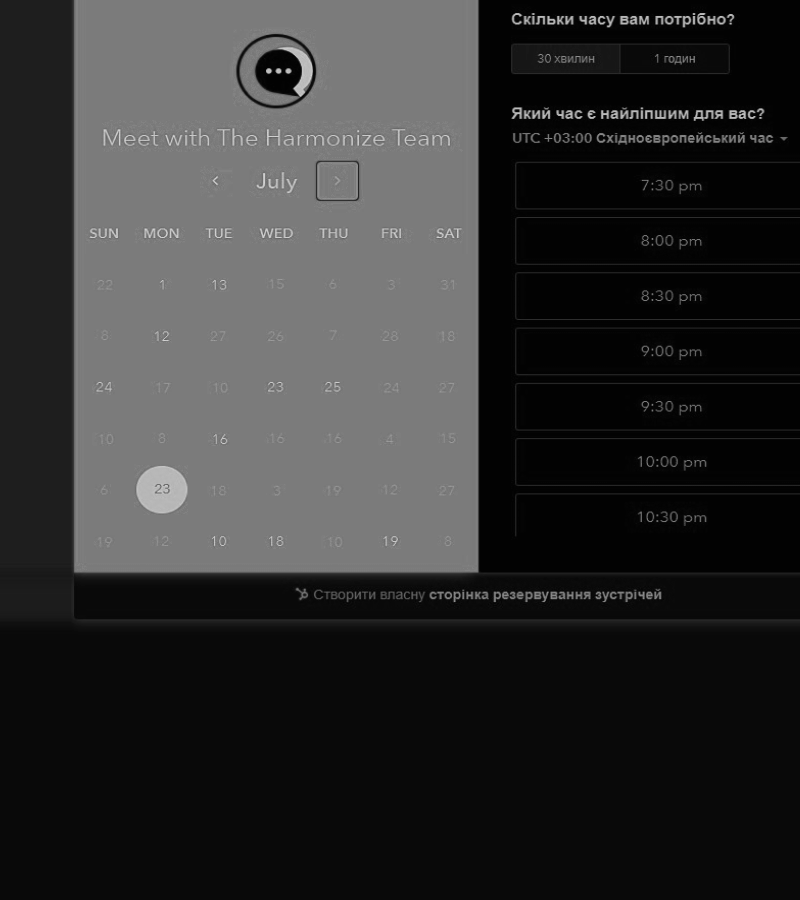 Meet with The Harmonize Team
July
SUN MON TUE WED THU FRI SAT
22 1 13 15 6 3 31
8 12 27 26 7 28 18
24 17 10 23 25 24 27
10 8 16 16 16 4 15
6 23 18 3 19 12 27
19 12 10 18 10 19 8
Скільки часу вам потрібно?
30 хвилин 1 годин
Який час є найліпшим для вас?
UTC +03:00 Східноєвропейський час
7:30 pm
8:00 pm
8:30 pm
9:00 pm
9:30 pm
10:00 pm
10:30 pm
Створити власну сторінка резервування зустрічей